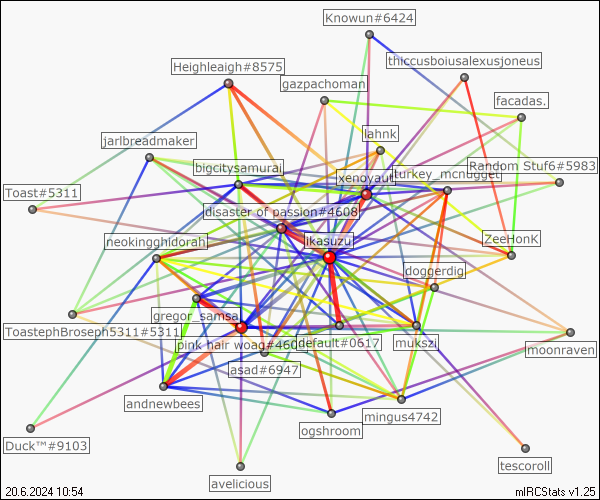 Knowun#6424
thiccusboiusalexusjoneus
Heighleaigh#8575
gazpachoman
facadas.
lahnk
jarlbreadmaker
bigcitysamurai
xenoyaut
turkey_mcnugget
Random Stuf6#5983
Toast#5311
disaster of passion#4608
neokingghidorah
ikasuzu
ZeeHonK
doggerdig
gregor_samsa
ToastephBroseph5311#5311
pink hair woag#460
default#0617
mukszi
moonraven
asad#6947
andnewbees
mingus4742
ogshroom
Duck™#9103
tescoroll
avelicious
20.6.2024 10:54
mIRCStats v1.25